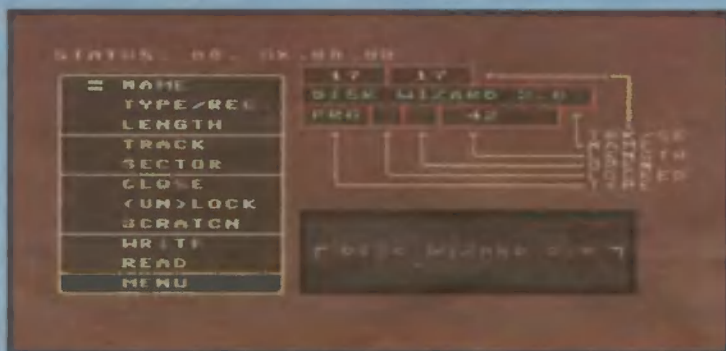 STATUS: 00, OK,00,00
NAME
TYPE/REC
LENGTH
TRACK
SECTOR
CLOSE
(UN)LOCK
SCRATCH
WRITE
READ
MENU
17 17
DISK WIZARD 2.0
PRG 42
DISK WIZARD 2.0